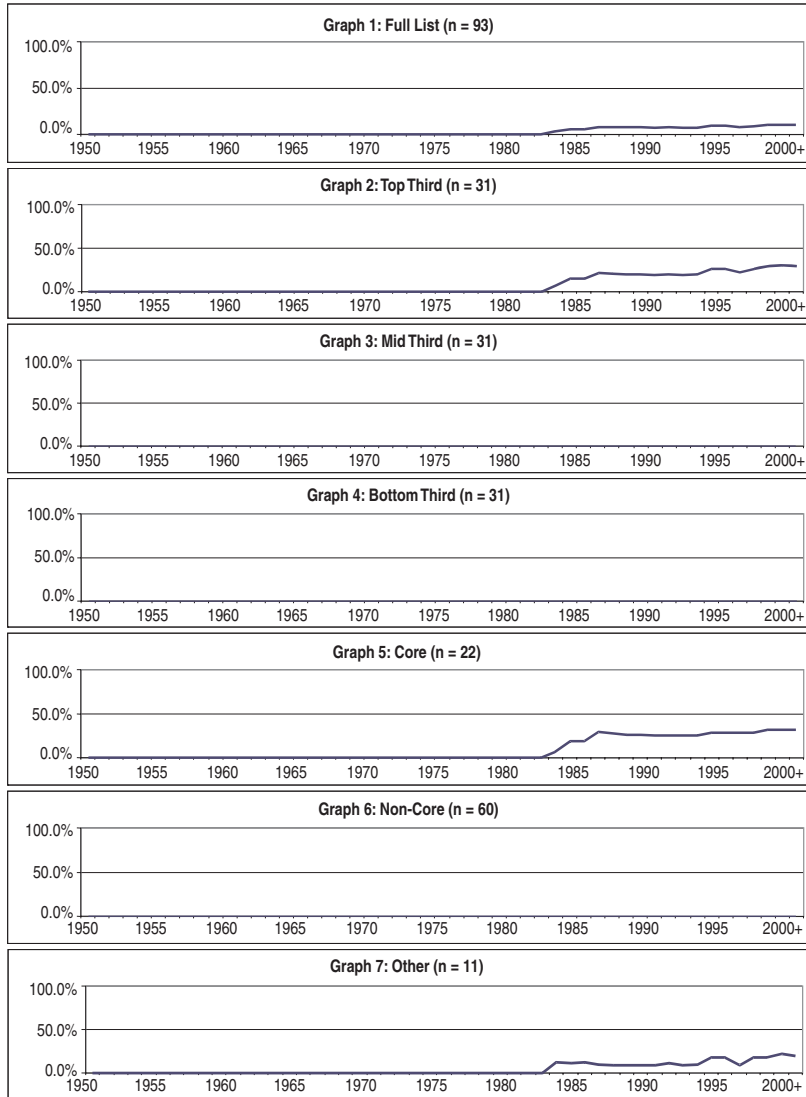 Graph 1: Full List (n = 93)
100.0%
50.0%
0.0%
1950 1955 1960 1965 1970 1975 1980 1985 1990 1995 2000+
Graph 2: Top Third (n = 31)
100.0%
50.0%
0.0%
1950 1955 1960 1965 1970 1975 1980 1985 1990 1995 2000+
Graph 3: Mid Third (n = 31)
100.0%
50.0%
0.0%
1950 1955 1960 1965 1970 1975 1980 1985 1990 1995 2000+
Graph 4: Bottom Third (n = 31)
100.0%
50.0%
0.0%
1950 1955 1960 1965 1970 1975 1980 1985 1990 1995 2000+
Graph 5: Core (n = 22)
100.0%
50.0%
0.0%
1950 1955 1960 1965 1970 1975 1980 1985 1990 1995 2000+
Graph 6: Non-Core (n = 60)
100.0%
50.0%
0.0%
1950 1955 1960 1965 1970 1975 1980 1985 1990 1995 2000+
Graph 7: Other (n = 11)
100.0%
50.0%
0.0%
1950 1955 1960 1965 1970 1975 1980 1985 1990 1995 2000+